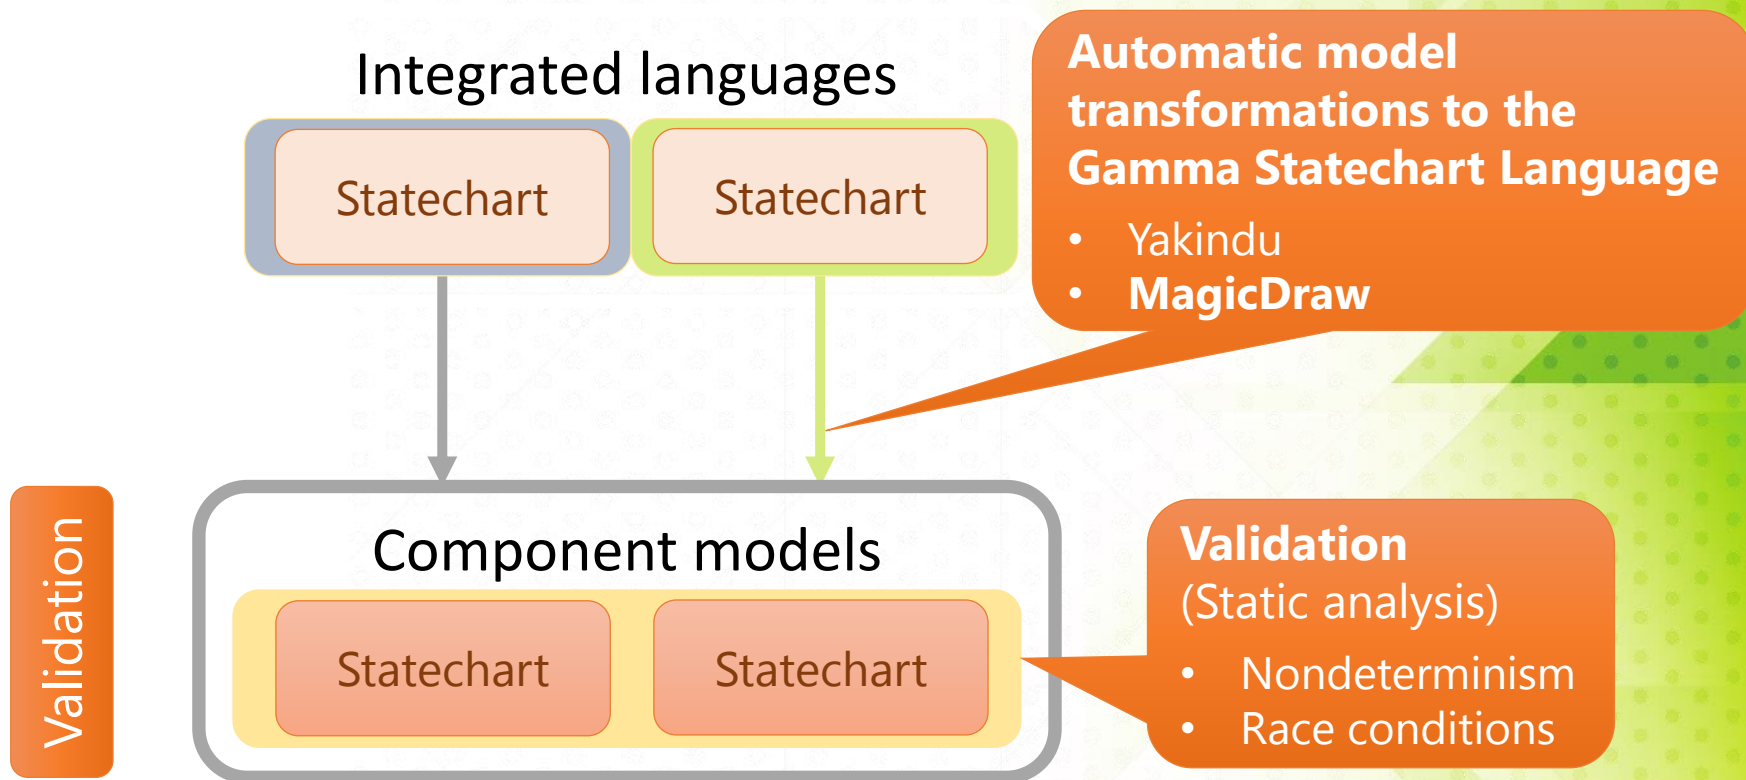 Integrated languages
Statechart
Statechart
Automatic model
transformations to the
Gamma Statechart Language
• Yakindu
• MagicDraw
Validation
Component models
Statechart
Statechart
Validation
(Static analysis)
• Nondeterminism
• Race conditions